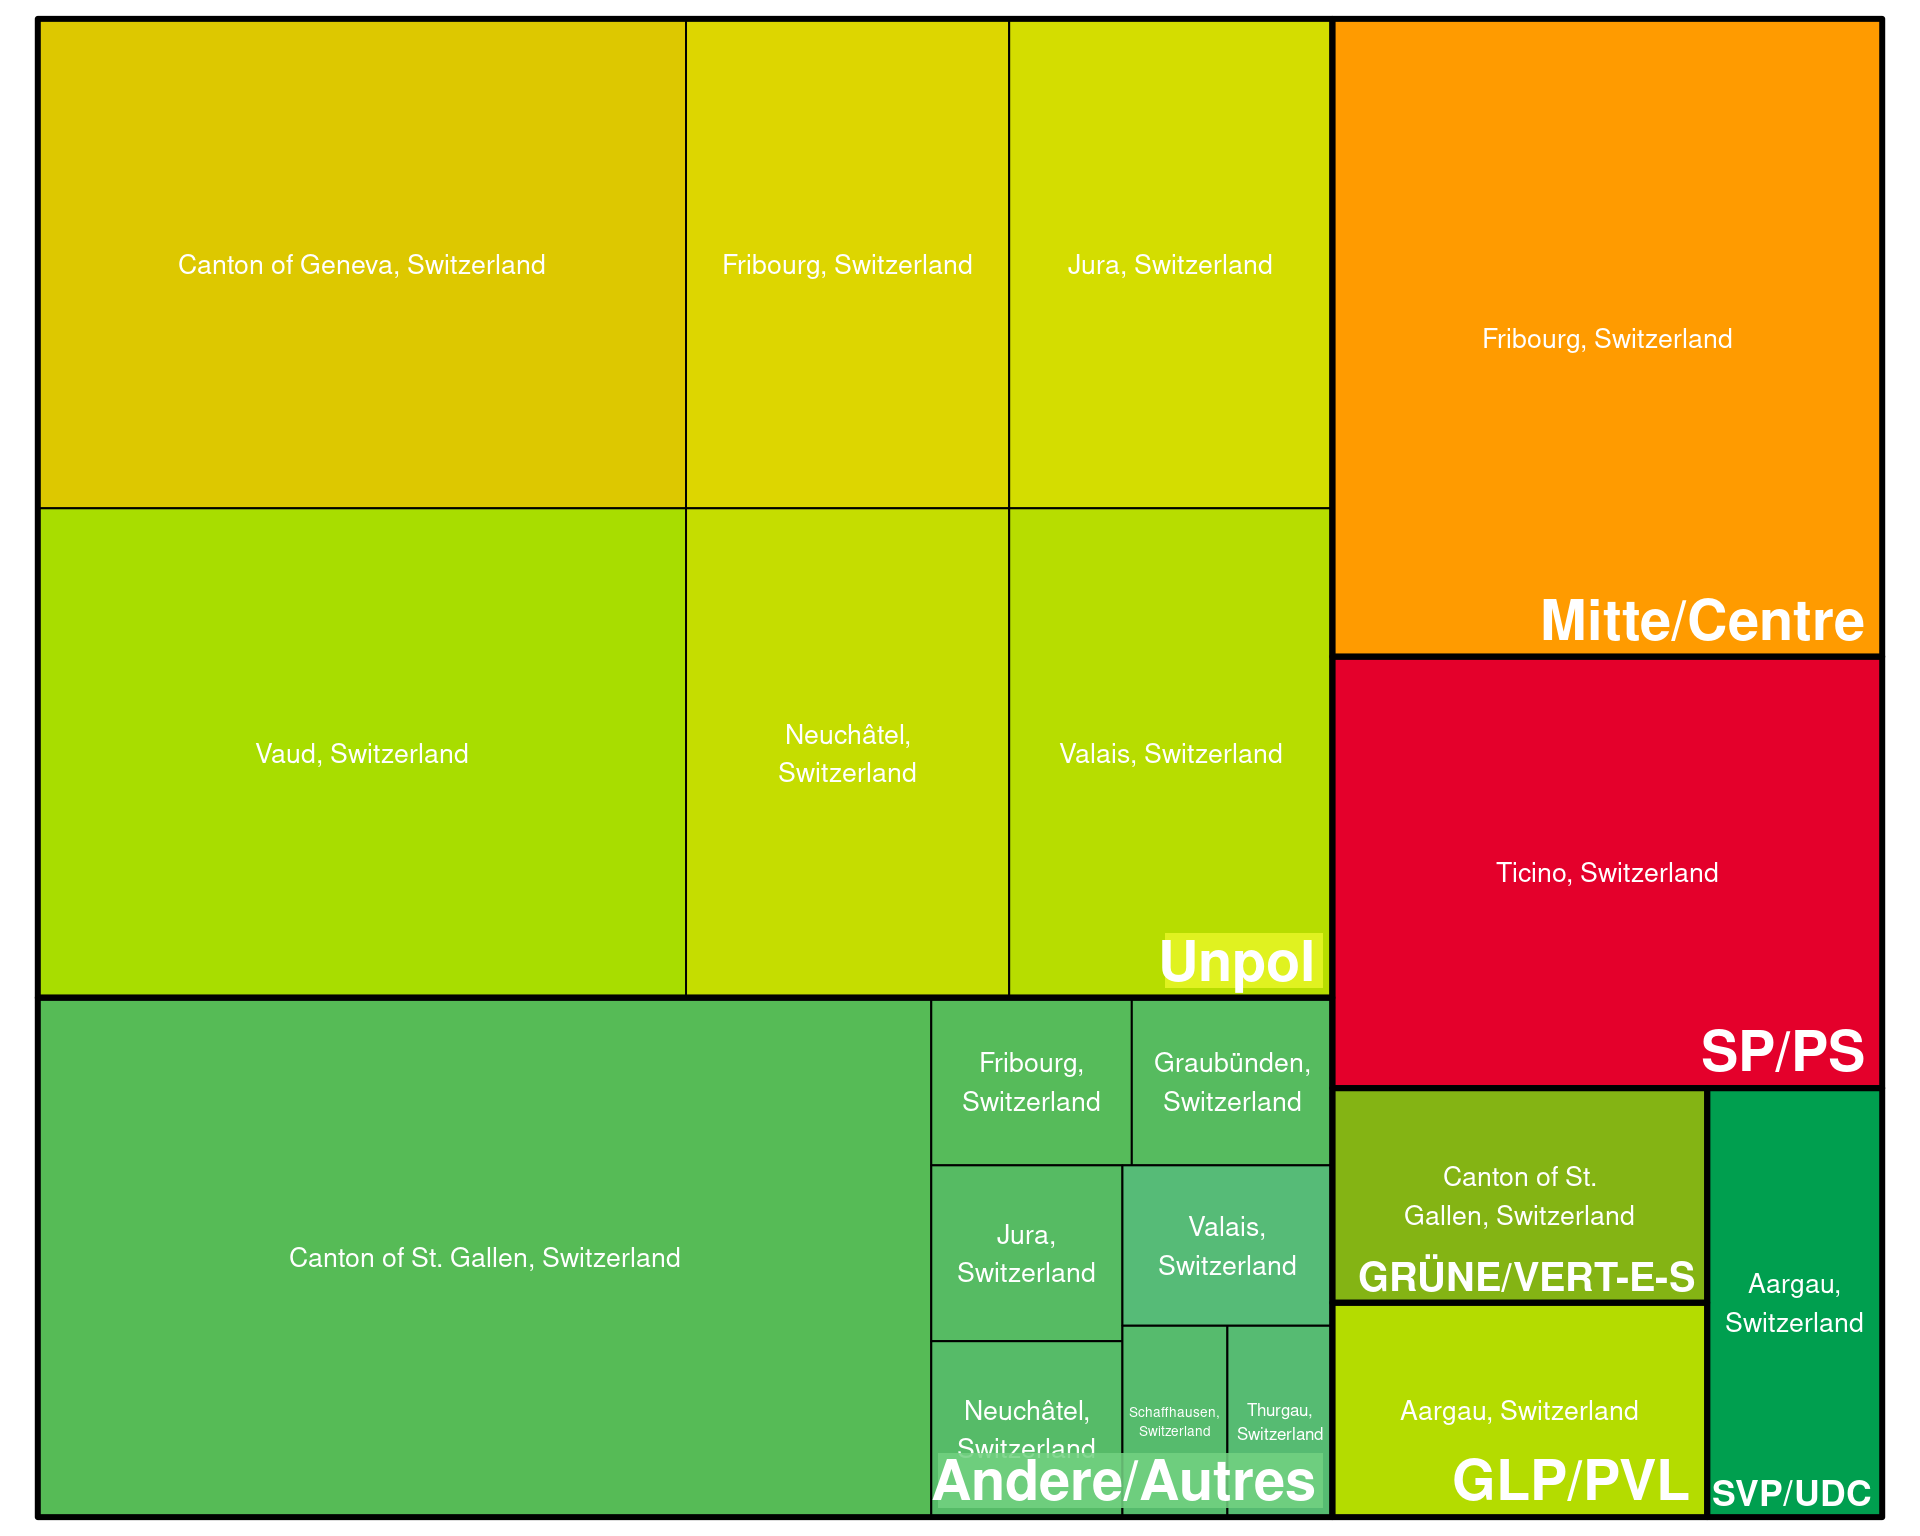 Canton of Geneva, Switzerland
Fribourg, Switzerland
Jura, Switzerland
Vaud, Switzerland
Neuchâtel,
Switzerland
Valais, Switzerland
Unpol
Fribourg, Switzerland
Mitte/Centre
Ticino, Switzerland
SP/PS
Canton of St. Gallen, Switzerland
Fribourg,
Switzerland
Graubünden,
Switzerland
Jura,
Switzerland
Valais,
Switzerland
Neuchâtel,
Switzerland
Schaffhausen,
Switzerland
Thurgau,
Switzerland
Andere/Autres
Canton of St.
Gallen, Switzerland
GRÜNE/VERT-E-S
Aargau, Switzerland
GLP/PVL
Aargau,
Switzerland
SVP/UDC